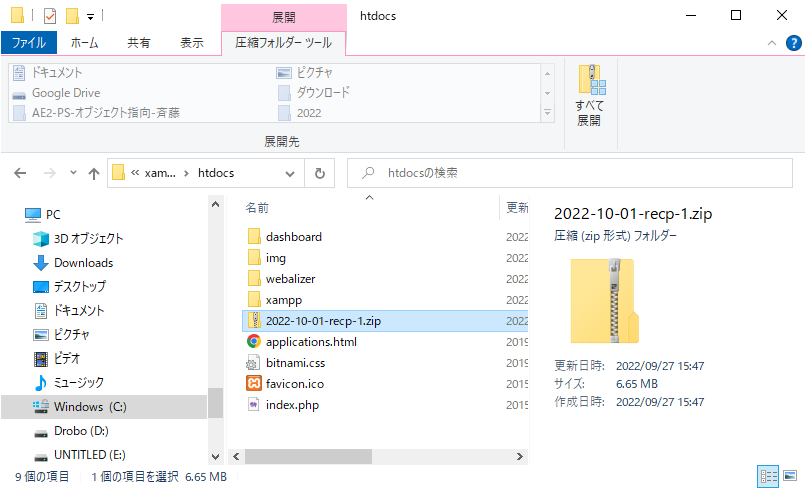 展開
htdocs
ファイル
ホーム
共有
表示
圧縮フォルダー ツール
ドキュメント
ピクチャ
Google Drive
ダウンロード
AE2-PS-オブジェクト指向-斉藤
2022
すべて
展開
展開先
« xam...
htdocs
htdocsの検索
PC
3D オブジェクト
Downloads
デスクトップ
ドキュメント
ピクチャ
ビデオ
ミュージック
Windows (C:)
Drobo (D:)
UNTITLED (E:)
名前
更新
dashboard 2022
img 2022
webalizer 2022
xampp 2022
2022-10-01-recp-1.zip 2022
applications.html 2019
bitnami.css 2019
favicon.ico 2015
index.php 2015
2022-10-01-recp-1.zip
圧縮 (zip 形式) フォルダー
更新日時: 2022/09/27 15:47
サイズ: 6.65 MB
作成日時: 2022/09/27 15:47
9 個の項目
1 個の項目を選択 6.65 MB